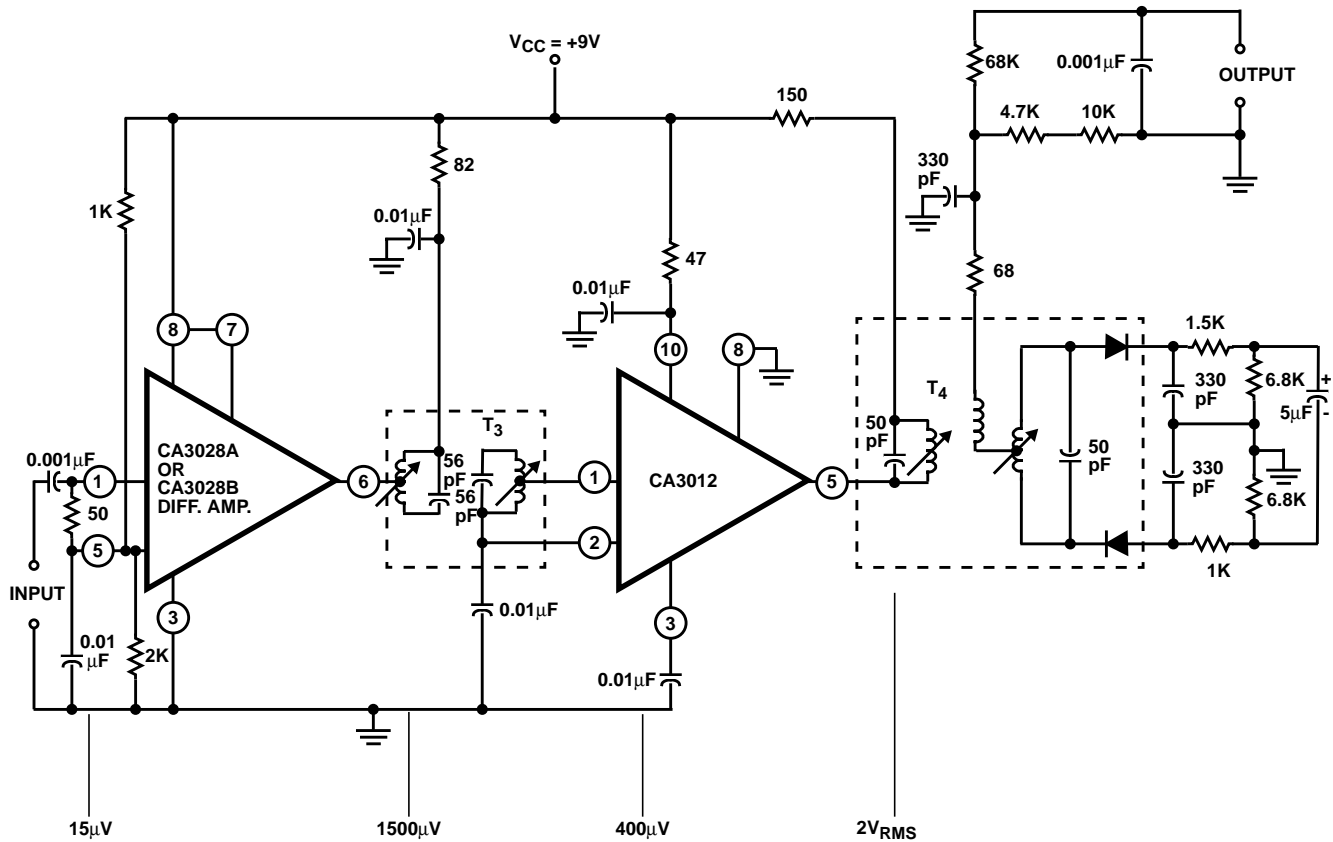 VCC = +9V
68K
0.001µF
OUTPUT
150
4.7K
10K
82
330
pF
1K
0.01µF
47
68
0.01µF
8
7
10
8
1.5K
T4
330
pF
6.8K
+
5µF
-
T3
50
pF
CA3028A
OR
CA3028B
DIFF. AMP.
0.001µF
1
6
56
pF
56
pF
1
CA3012
5
50
pF
330
pF
6.8K
50
5
2
1K
INPUT
3
0.01µF
3
0.01
µF
2K
0.01µF
15µV
1500µV
400µV
2VRMS